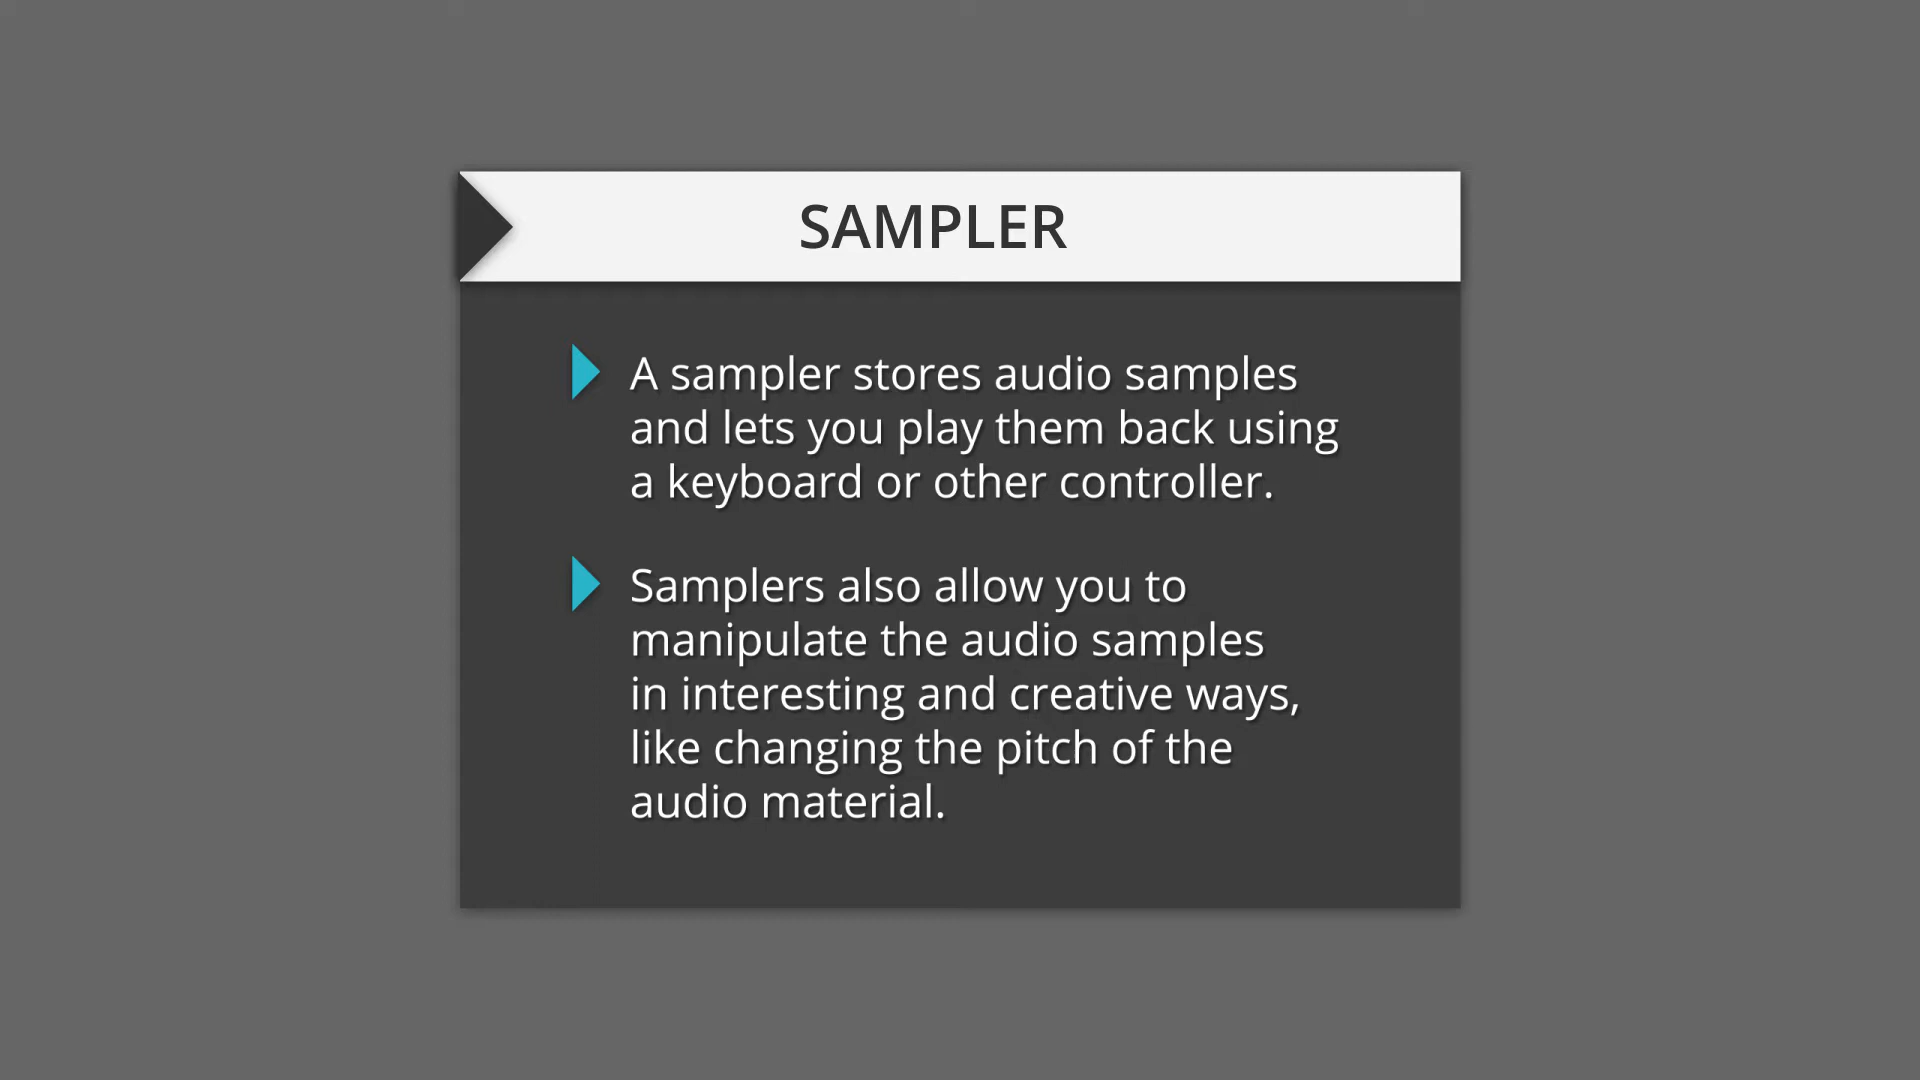 SAMPLER
A sampler stores audio samples
and lets you play them back using
a keyboard or other controller.
Samplers also allow you to
manipulate the audio samples
in interesting and creative ways,
like changing the pitch of the
audio material.